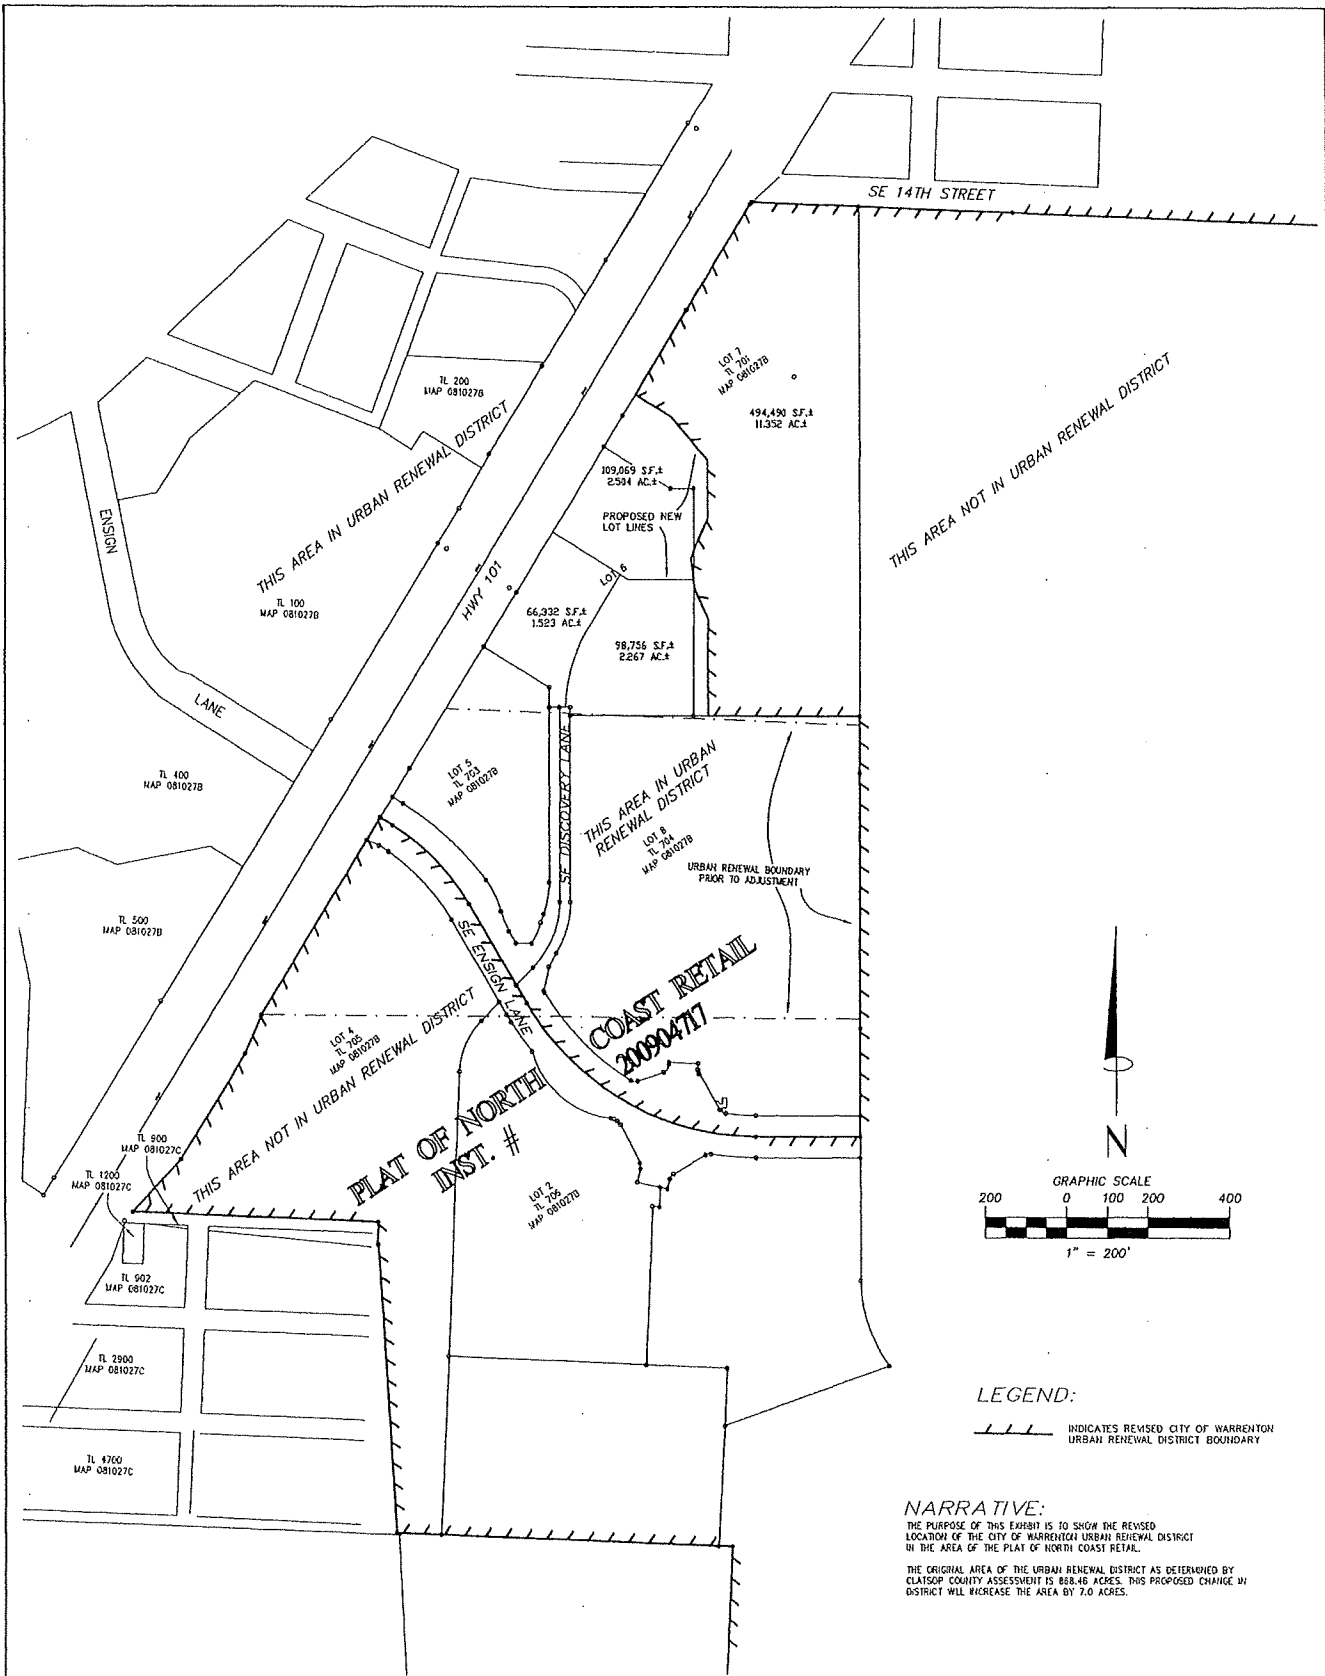 SE 14TH STREET
LOT 7
TL 701
MAP 081027B
494,490 S.F.±
11.352 AC.±
TL 200
MAP 081027B
THIS AREA IN URBAN RENEWAL DISTRICT
THIS AREA NOT IN URBAN RENEWAL DISTRICT
109,069 S.F.±
2.504 AC.±
PROPOSED NEW
LOT LINES
ENSIGN
LANE
HWY 101
LOT 6
TL 100
MAP 081027B
66,332 S.F.±
1.523 AC.±
98,756 S.F.±
2.267 AC.±
TL 400
MAP 081027B
LOT 5
TL 703
MAP 081027B
SE DISCOVERY LANE
THIS AREA IN URBAN
RENEWAL DISTRICT
LOT 8
TL 704
MAP 081027B
URBAN RENEWAL BOUNDARY
PRIOR TO ADJUSTMENT
TL 500
MAP 081027B
SE ENSIGN LANE
COAST RETAIL
200904717
LOT 4
TL 705
MAP 081027B
THIS AREA NOT IN URBAN RENEWAL DISTRICT
PLAT OF NORTH
INST. #
TL 900
MAP 081027C
TL 1200
MAP 081027C
LOT 2
TL 706
MAP 081027B
TL 902
MAP 081027C
TL 2900
MAP 081027C
TL 4700
MAP 081027C
N
GRAPHIC SCALE
200 0 100 200 400
1" = 200'
LEGEND:
INDICATES REVISED CITY OF WARRENTON
URBAN RENEWAL DISTRICT BOUNDARY
NARRATIVE:
THE PURPOSE OF THIS EXHIBIT IS TO SHOW THE REVISED
LOCATION OF THE CITY OF WARRENTON URBAN RENEWAL DISTRICT
IN THE AREA OF THE PLAT OF NORTH COAST RETAIL.
THE ORIGINAL AREA OF THE URBAN RENEWAL DISTRICT AS DETERMINED BY
CLATSOP COUNTY ASSESSMENT IS 868.46 ACRES. THIS PROPOSED CHANGE IN
DISTRICT WILL INCREASE THE AREA BY 7.0 ACRES.